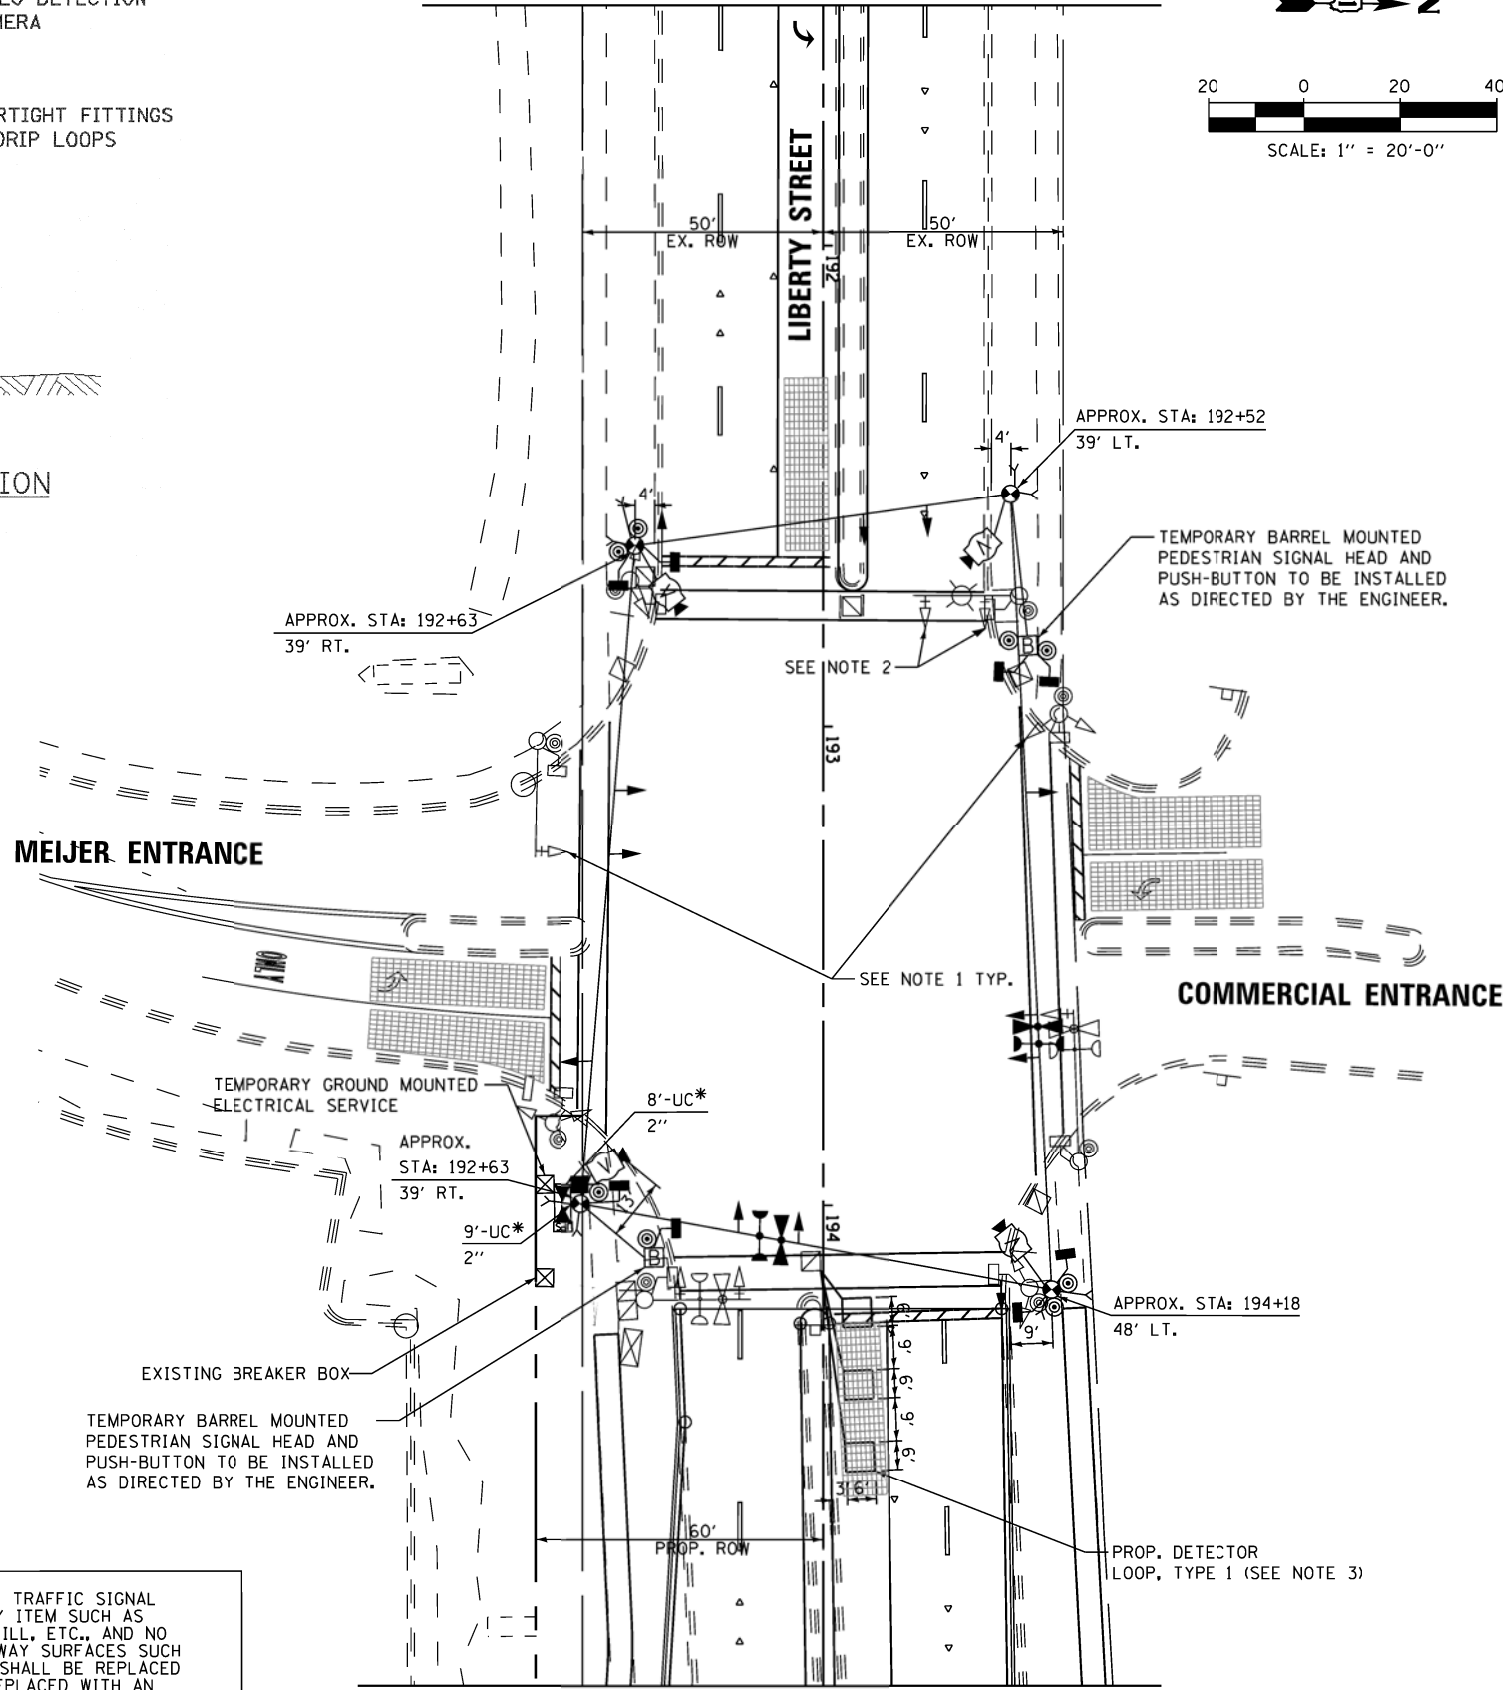 MERA
RTIGHT FITTINGS
DRIP LOOPS
ION
N
20 0 20 40
SCALE: 1" = 20'-0"
LIBERTY STREET
50'
EX. ROW
50'
EX. ROW
192
APPROX. STA: 192+52
39' LT.
4'
4'
TEMPORARY BARREL MOUNTED
PEDESTRIAN SIGNAL HEAD AND
PUSH-BUTTON TO BE INSTALLED
AS DIRECTED BY THE ENGINEER.
APPROX. STA: 192+63
39' RT.
B
SEE NOTE 2
193
MEIJER ENTRANCE
ONLY
SEE NOTE 1 TYP.
COMMERCIAL ENTRANCE
TEMPORARY GROUND MOUNTED
ELECTRICAL SERVICE
8'-UC*
2"
APPROX.
STA: 192+63
39' RT.
9'-UC*
2"
13'
194
B
APPROX. STA: 194+18
48' LT.
9'
6'
9'
6'
9'
6'
3' 6'
EXISTING BREAKER BOX
TEMPORARY BARREL MOUNTED
PEDESTRIAN SIGNAL HEAD AND
PUSH-BUTTON TO BE INSTALLED
AS DIRECTED BY THE ENGINEER.
60'
PROP. ROW
PROP. DETECTOR
LOOP, TYPE 1 (SEE NOTE 3)
TRAFFIC SIGNAL
Y ITEM SUCH AS
ILL, ETC., AND NO
WAY SURFACES SUCH
SHALL BE REPLACED
EPLACED WITH AN